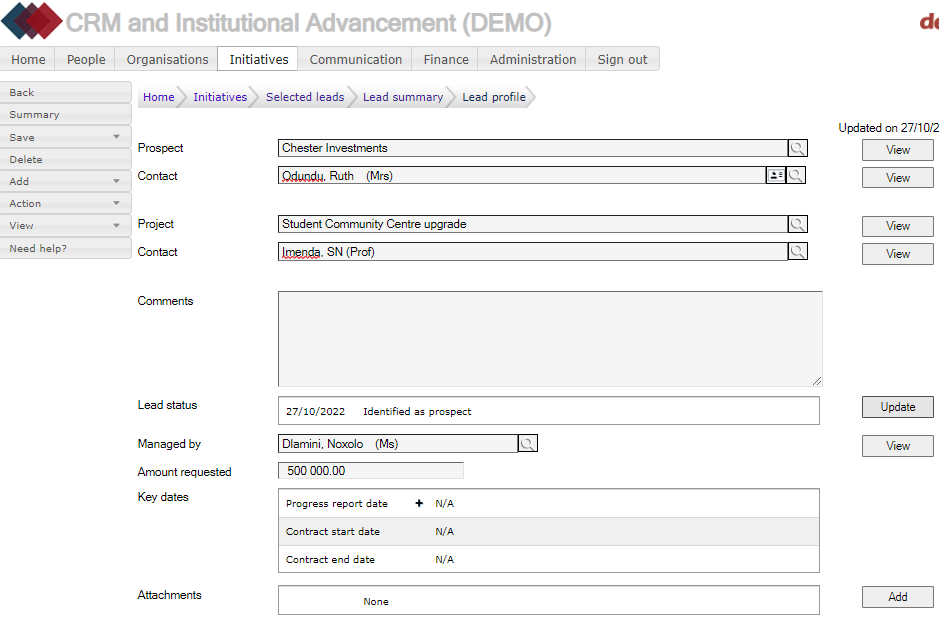 CRM and Institutional Advancement (DEMO)
Home People Organisations Initiatives Communication Finance Administration Sign out
Back
Summary
Save
Delete
Add
Action
View
Need help?
Home Initiatives Selected leads Lead summary Lead profile
Updated on 27/10/2
Prospect Chester Investments View
Contact Odundu, Ruth (Mrs) View
Project Student Community Centre upgrade View
Contact Imenda, SN (Prof) View
Comments
Lead status 27/10/2022 Identified as prospect Update
Managed by Dlamini, Noxolo (Ms) View
Amount requested 500 000.00
Key dates Progress report date + N/A
Contract start date N/A
Contract end date N/A
Attachments None Add